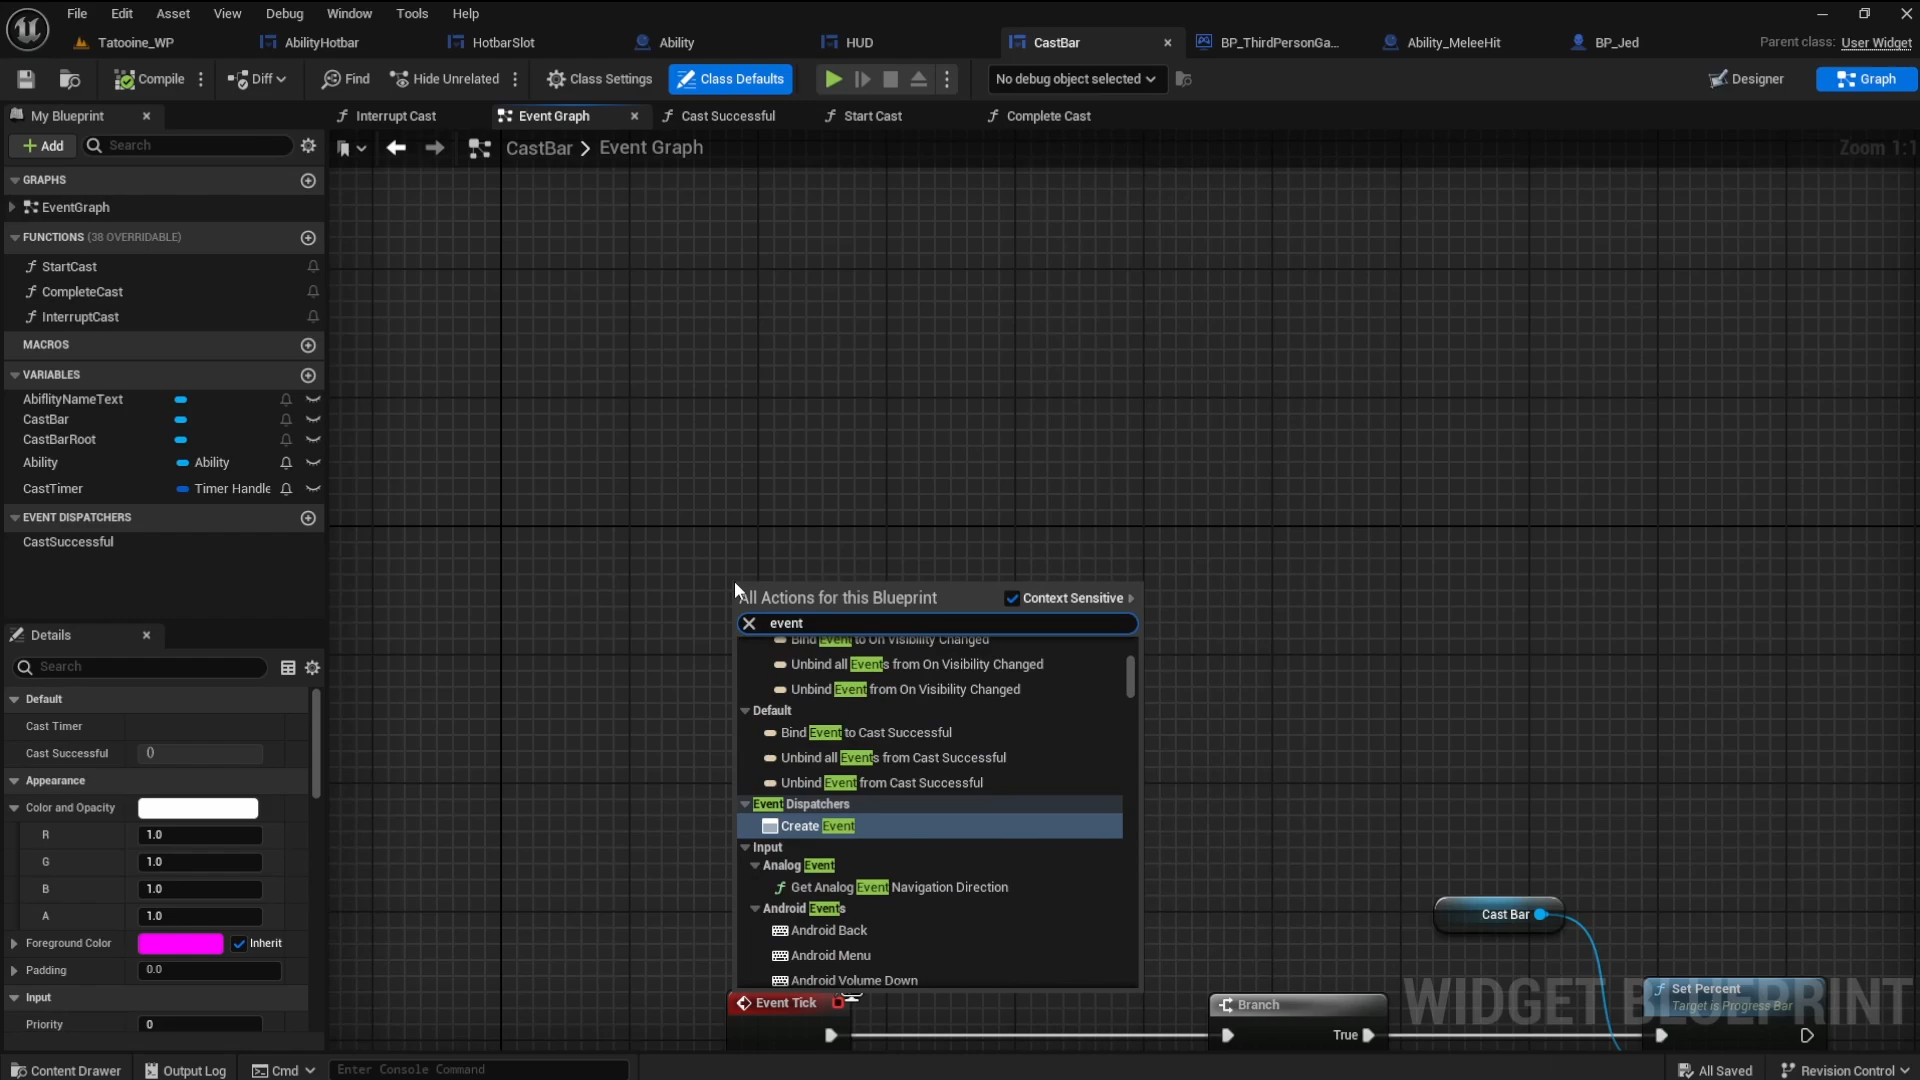 File Edit Asset View Debug Window Tools Help
Tatooine_WP AbilityHotbar HotbarSlot Ability HUD CastBar BP_ThirdPersonGa... Ability_MeleeHit BP_Jed Parent class: User Widget
Compile Diff Find Hide Unrelated Class Settings Class Defaults No debug object selected Designer Graph
My Blueprint Interrupt Cast Event Graph Cast Successful Start Cast Complete Cast
Add Search CastBar > Event Graph Zoom 1:1
GRAPHS
EventGraph
FUNCTIONS (38 OVERRIDABLE)
StartCast
CompleteCast
InterruptCast
MACROS
VARIABLES
AbiflityNameText
CastBar
CastBarRoot
Ability Ability
CastTimer Timer Handle
EVENT DISPATCHERS
CastSuccessful
All Actions for this Blueprint Context Sensitive
event
Bind Event to On Visibility Changed
Unbind all Events from On Visibility Changed
Unbind Event from On Visibility Changed
Default
Bind Event to Cast Successful
Unbind all Events from Cast Successful
Unbind Event from Cast Successful
Event Dispatchers
Create Event
Input
Analog Event
Get Analog Event Navigation Direction
Android Events
Android Back
Android Menu
Android Volume Down
Details
Search
Default
Cast Timer
Cast Successful ()
Appearance
Color and Opacity
R 1.0
G 1.0
B 1.0
A 1.0
Foreground Color Inherit
Padding 0.0
Input
Priority 0
Cast Bar
Event Tick
Branch
True
Set Percent
Target is Progress Bar
WIDGET BLUEPRINT
Content Drawer Output Log Cmd Enter Console Command All Saved Revision Control